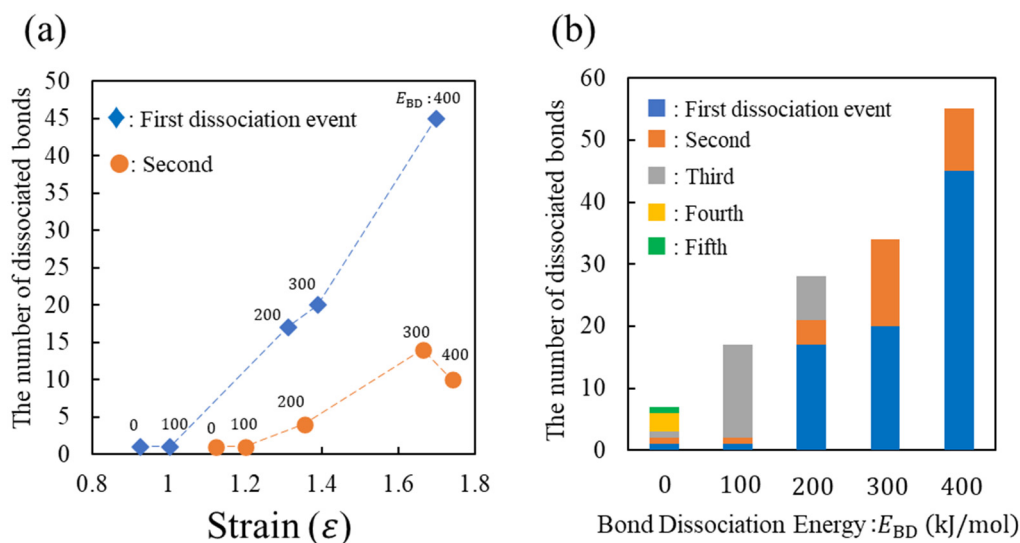 (a)
The number of dissociated bonds
50
45
40
35
30
25
20
15
10
5
0
: First dissociation event
: Second
E_BD :400
300
200
0
100
300
400
200
0
100
0.8
1
1.2
1.4
1.6
1.8
Strain (ε)
(b)
The number of dissociated bonds
60
50
40
30
20
10
0
: First dissociation event
: Second
: Third
: Fourth
: Fifth
0
100
200
300
400
Bond Dissociation Energy :E_BD (kJ/mol)